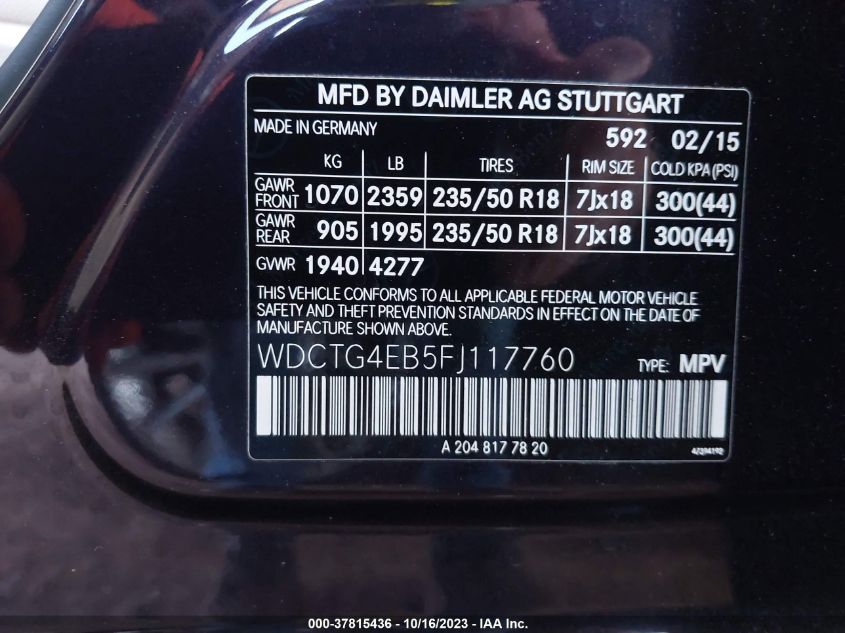 MFD BY DAIMLER AG STUTTGART
MADE IN GERMANY 592 02/15
KG LB TIRES RIM SIZE COLD KPA (PSI)
GAWR FRONT 1070 2359 235/50 R18 7Jx18 300(44)
GAWR REAR 905 1995 235/50 R18 7Jx18 300(44)
GVWR 1940 4277
THIS VEHICLE CONFORMS TO ALL APPLICABLE FEDERAL MOTOR VEHICLE
SAFETY AND THEFT PREVENTION STANDARDS IN EFFECT ON THE DATE OF
MANUFACTURE SHOWN ABOVE.
WDCTG4EB5FJ117760 TYPE: MPV
A 204 817 78 20
000-37815436 - 10/16/2023 - IAA Inc.